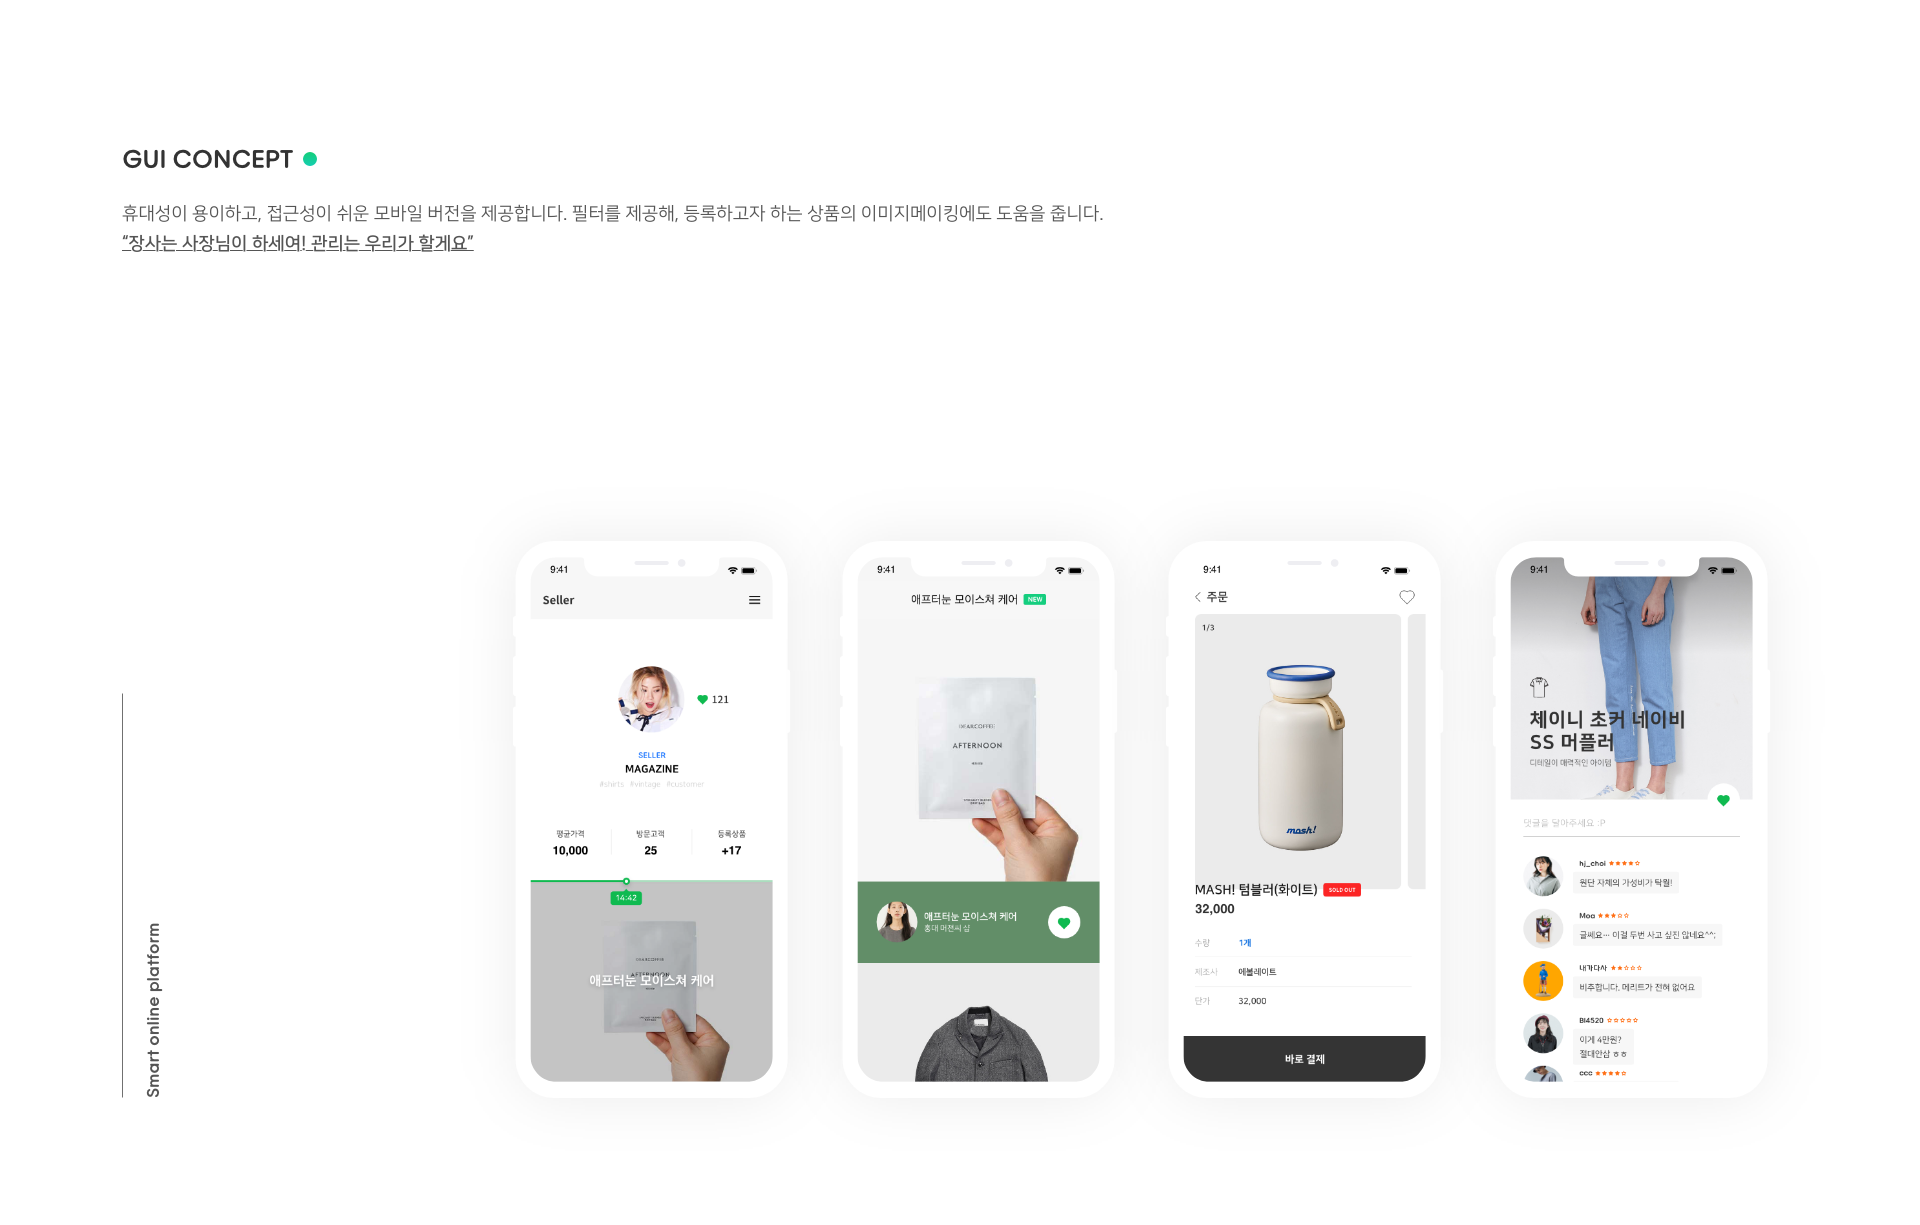 GUI CONCEPT
휴대성이 용이하고, 접근성이 쉬운 모바일 버전을 제공합니다. 필터를 제공해, 등록하고자 하는 상품의 이미지메이킹에도 도움을 줍니다.
“장사는 사장님이 하세여! 관리는 우리가 할게요”
Smart online platform
9:41
Seller
121
SELLER
MAGAZINE
#shirts #vintage #customer
평균가격 방문고객 등록상품
10,000 25 +17
14:42
AFTERNOON
애프터눈 모이스쳐 케어
9:41
애프터눈 모이스쳐 케어 NEW
AFTERNOON
애프터눈 모이스쳐 케어
홍대 머전씨 샵
9:41
주문
1/3
mash!
MASH! 텀블러(화이트) SOLD OUT
32,000
수량 1개
제조사 에볼레이트
단가 32,000
바로 결제
9:41
체이니 초커 네이비
SS 머플러
디테일이 매력적인 아이템
댓글을 달아주세요 :P
hj_choi
원단 자체의 가성비가 탁월!
Moo
글쎄요... 이걸 두번 사고 싶진 않네요^^;
내가다사
비추합니다. 메리트가 전혀 없어요
BI4520
이게 4만원?
절대안삼 ㅎㅎ
ccc